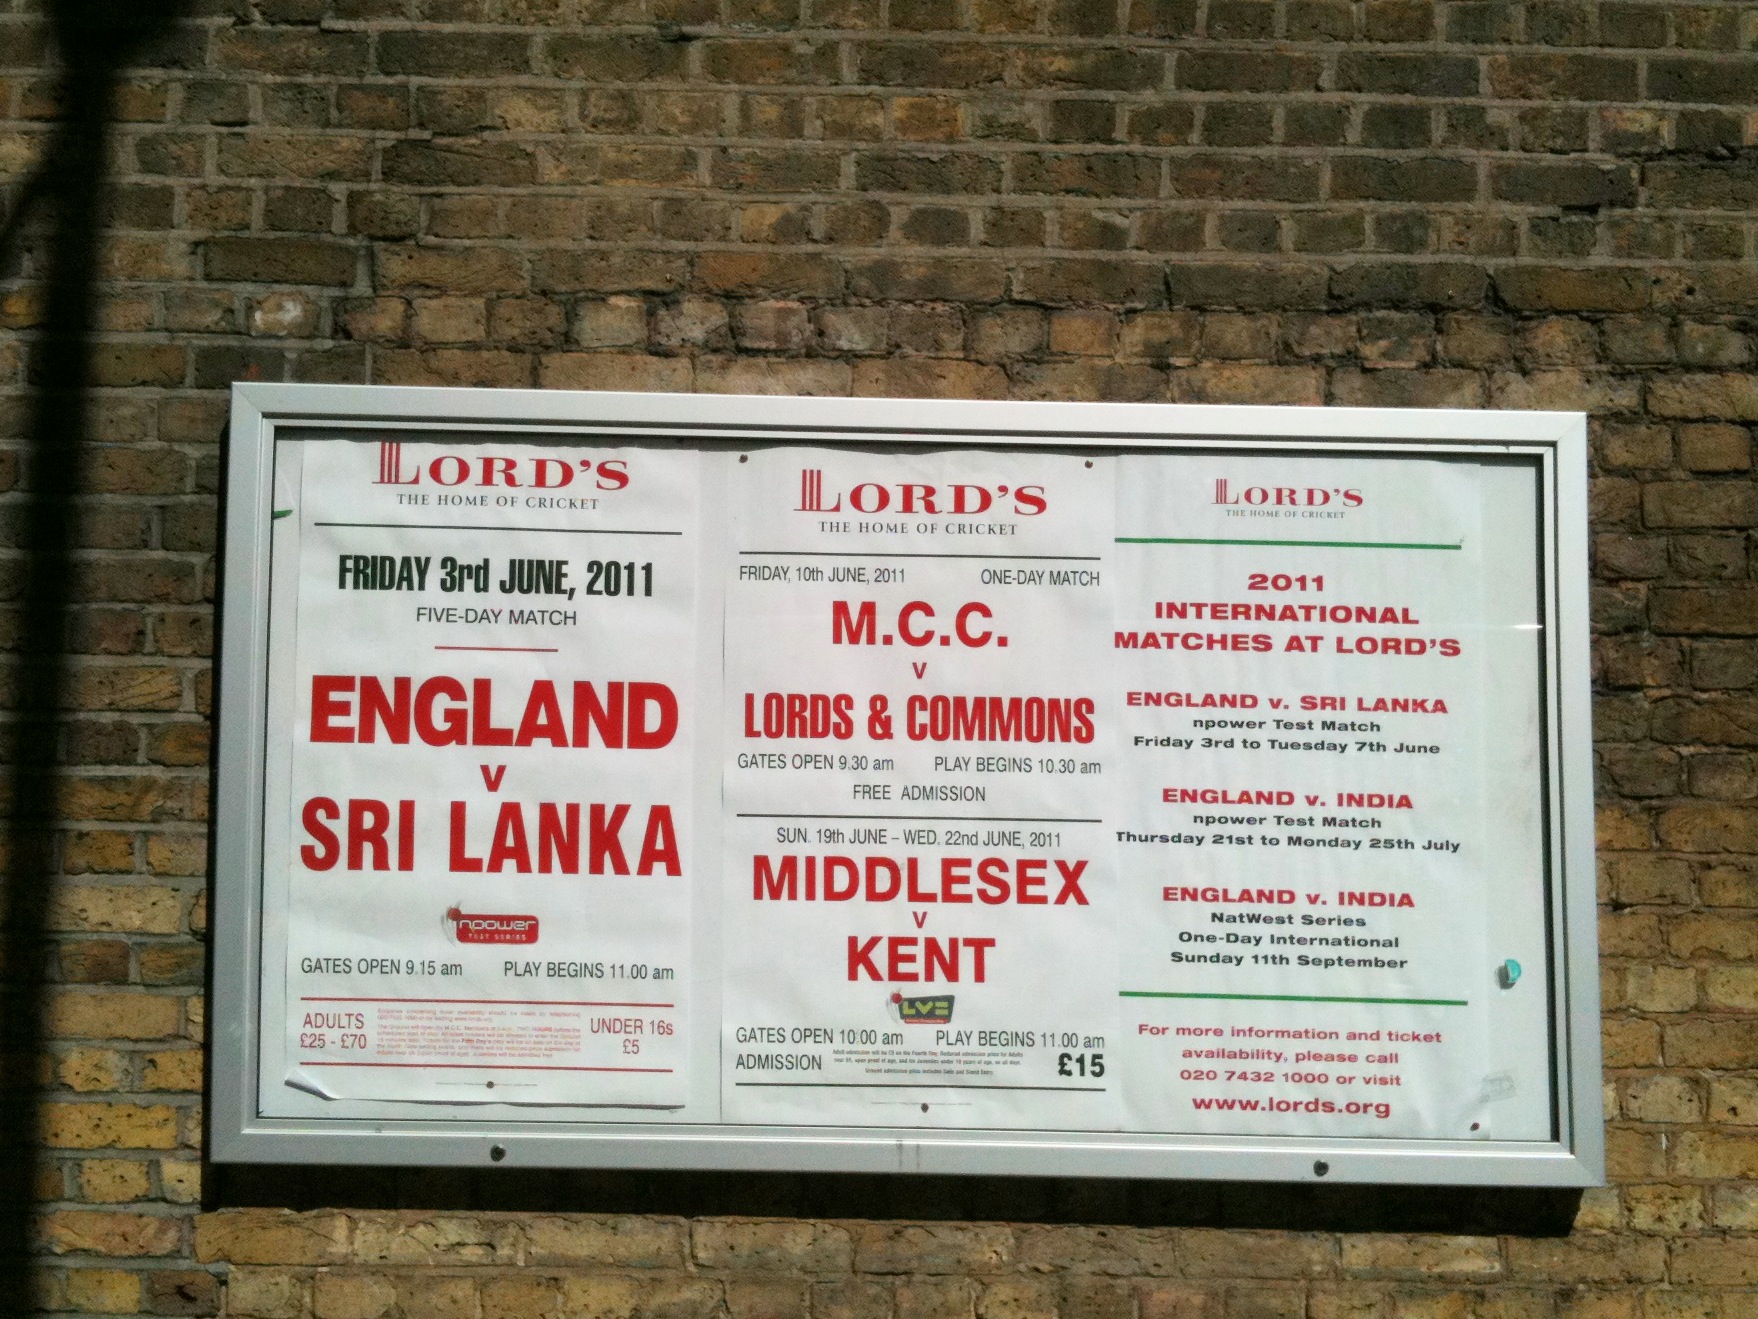 LORD'S
THE HOME OF CRICKET
FRIDAY 3rd JUNE, 2011
FIVE-DAY MATCH
ENGLAND
v
SRI LANKA
npower
TEST SERIES
GATES OPEN 9.15 am PLAY BEGINS 11.00 am
ADULTS
£25 - £70
UNDER 16s
£5
LORD'S
THE HOME OF CRICKET
FRIDAY, 10th JUNE, 2011 ONE-DAY MATCH
M.C.C.
v
LORDS & COMMONS
GATES OPEN 9.30 am PLAY BEGINS 10.30 am
FREE ADMISSION
SUN. 19th JUNE – WED. 22nd JUNE, 2011
MIDDLESEX
v
KENT
LV=
GATES OPEN 10:00 am PLAY BEGINS 11.00 am
ADMISSION £15
LORD'S
THE HOME OF CRICKET
2011
INTERNATIONAL
MATCHES AT LORD'S
ENGLAND v. SRI LANKA
npower Test Match
Friday 3rd to Tuesday 7th June
ENGLAND v. INDIA
npower Test Match
Thursday 21st to Monday 25th July
ENGLAND v. INDIA
NatWest Series
One-Day International
Sunday 11th September
For more information and ticket
availability, please call
020 7432 1000 or visit
www.lords.org